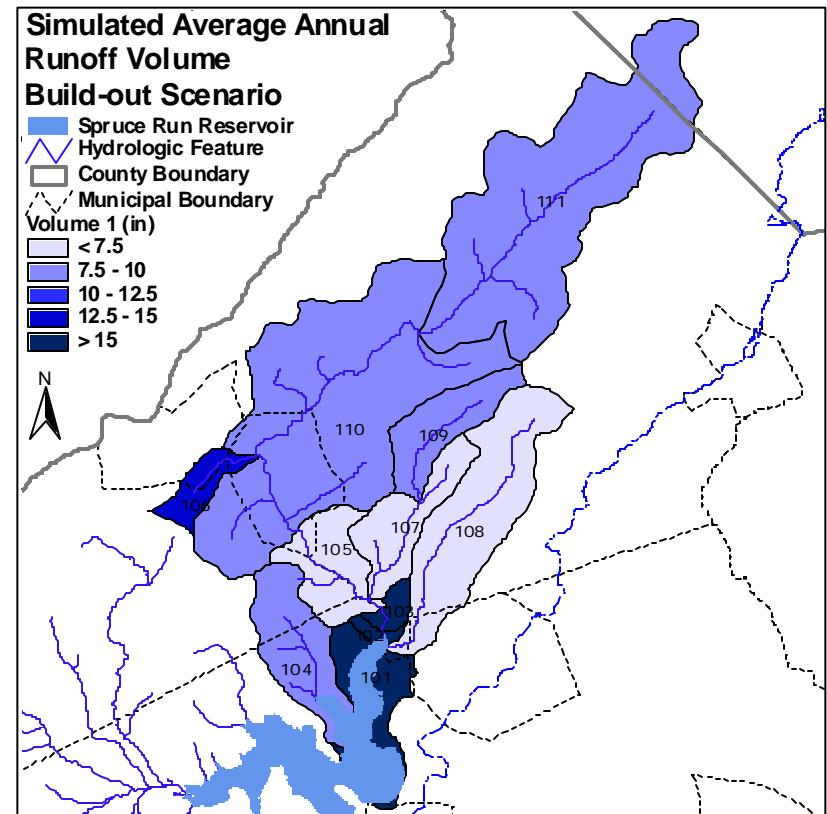 Simulated Average Annual
Runoff Volume
Build-out Scenario
Spruce Run Reservoir
Hydrologic Feature
County Boundary
Municipal Boundary
Volume 1 (in)
< 7.5
7.5 - 10
10 - 12.5
12.5 - 15
> 15
N
111
110
109
106
107
108
105
103
102
104
101